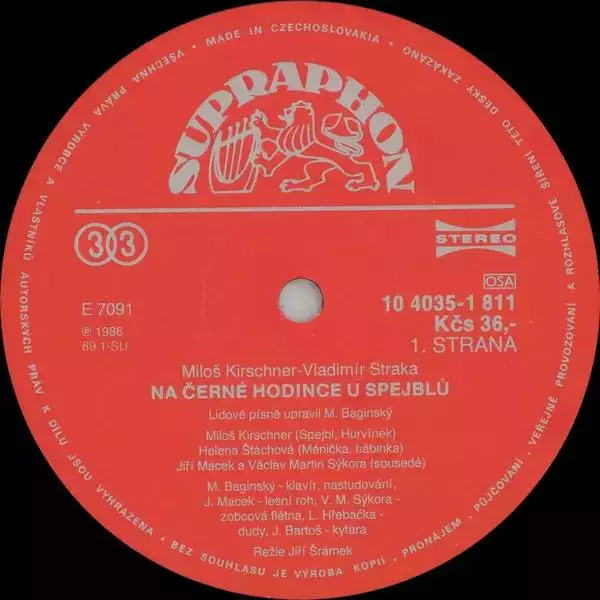 MADE IN CZECHOSLOVAKIA • VŠECHNA PRÁVA VÝROBCE A VLASTNÍKŮ AUTORSKÝCH PRÁV K DÍLU JSOU VYHRAZENA • BEZ SOUHLASU JE VÝROBA KOPIÍ • PRONÁJEM • PŮJČOVÁNÍ • VEŘEJNÉ PROVOZOVÁNÍ A ROZHLASOVÉ ŠÍŘENÍ TÉTO DESKY ZAKÁZÁNO •
SUPRAPHON
33
STEREO
OSA
E 7091
10 4035-1 811
℗ 1986
Kčs 36,-
89 1-SU
1. STRANA
Miloš Kirschner-Vladimír Straka
NA ČERNÉ HODINCE U SPEJBLŮ
Lidové písně upravil M. Baginský
Miloš Kirschner (Spejbl, Hurvínek)
Helena Štáchová (Mánička, bábinka)
Jiří Macek a Václav Martin Sýkora (sousedé)
M. Baginský - klavír, nastudování,
J. Macek - lesní roh, V. M. Sýkora -
zobcová flétna, L. Hřebačka -
dudy, J. Bartoš - kytara
Režie Jiří Šrámek